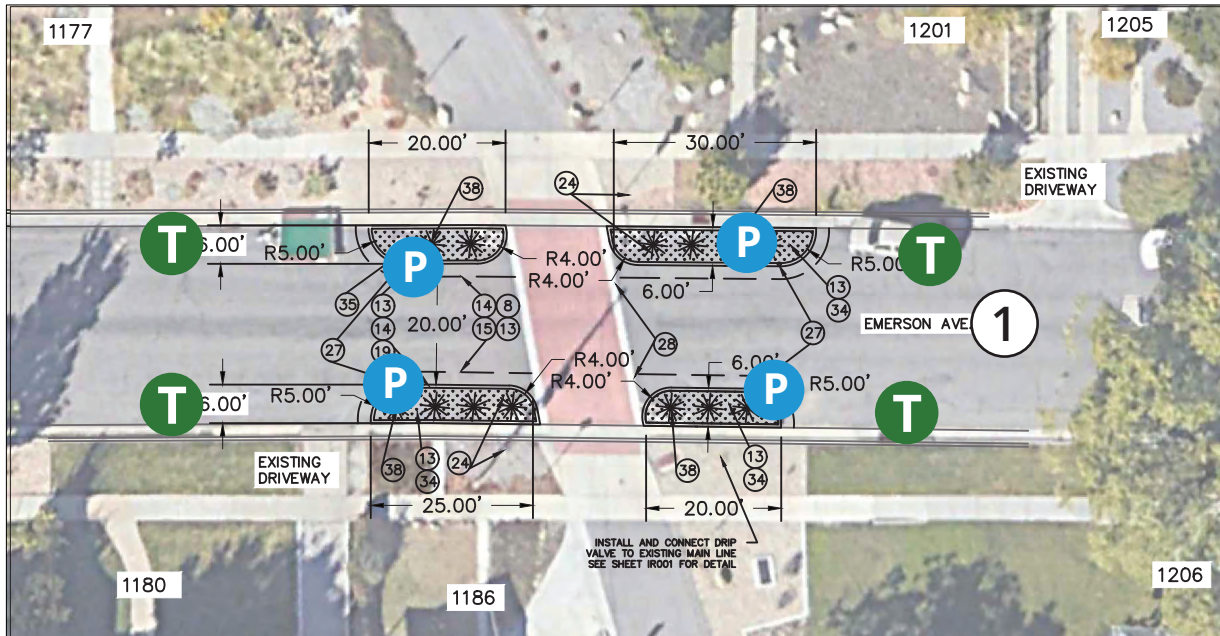 1177
1201
1205
20.00'
30.00'
24
38
38
EXISTING
DRIVEWAY
T
6.00'
R5.00'
P
R4.00'
R4.00'
P
6.00'
R5.00'
T
35
13
14
8
13
34
14
20.00'
15
13
EMERSON AVE.
1
27
19
28
27
R4.00'
R4.00'
6.00'
T
6.00'
R5.00'
P
P
R5.00'
T
EXISTING
DRIVEWAY
38
13
34
24
38
13
34
25.00'
20.00'
INSTALL AND CONNECT DRIP
VALVE TO EXISTING MAIN LINE
SEE SHEET IR001 FOR DETAIL
1180
1186
1206